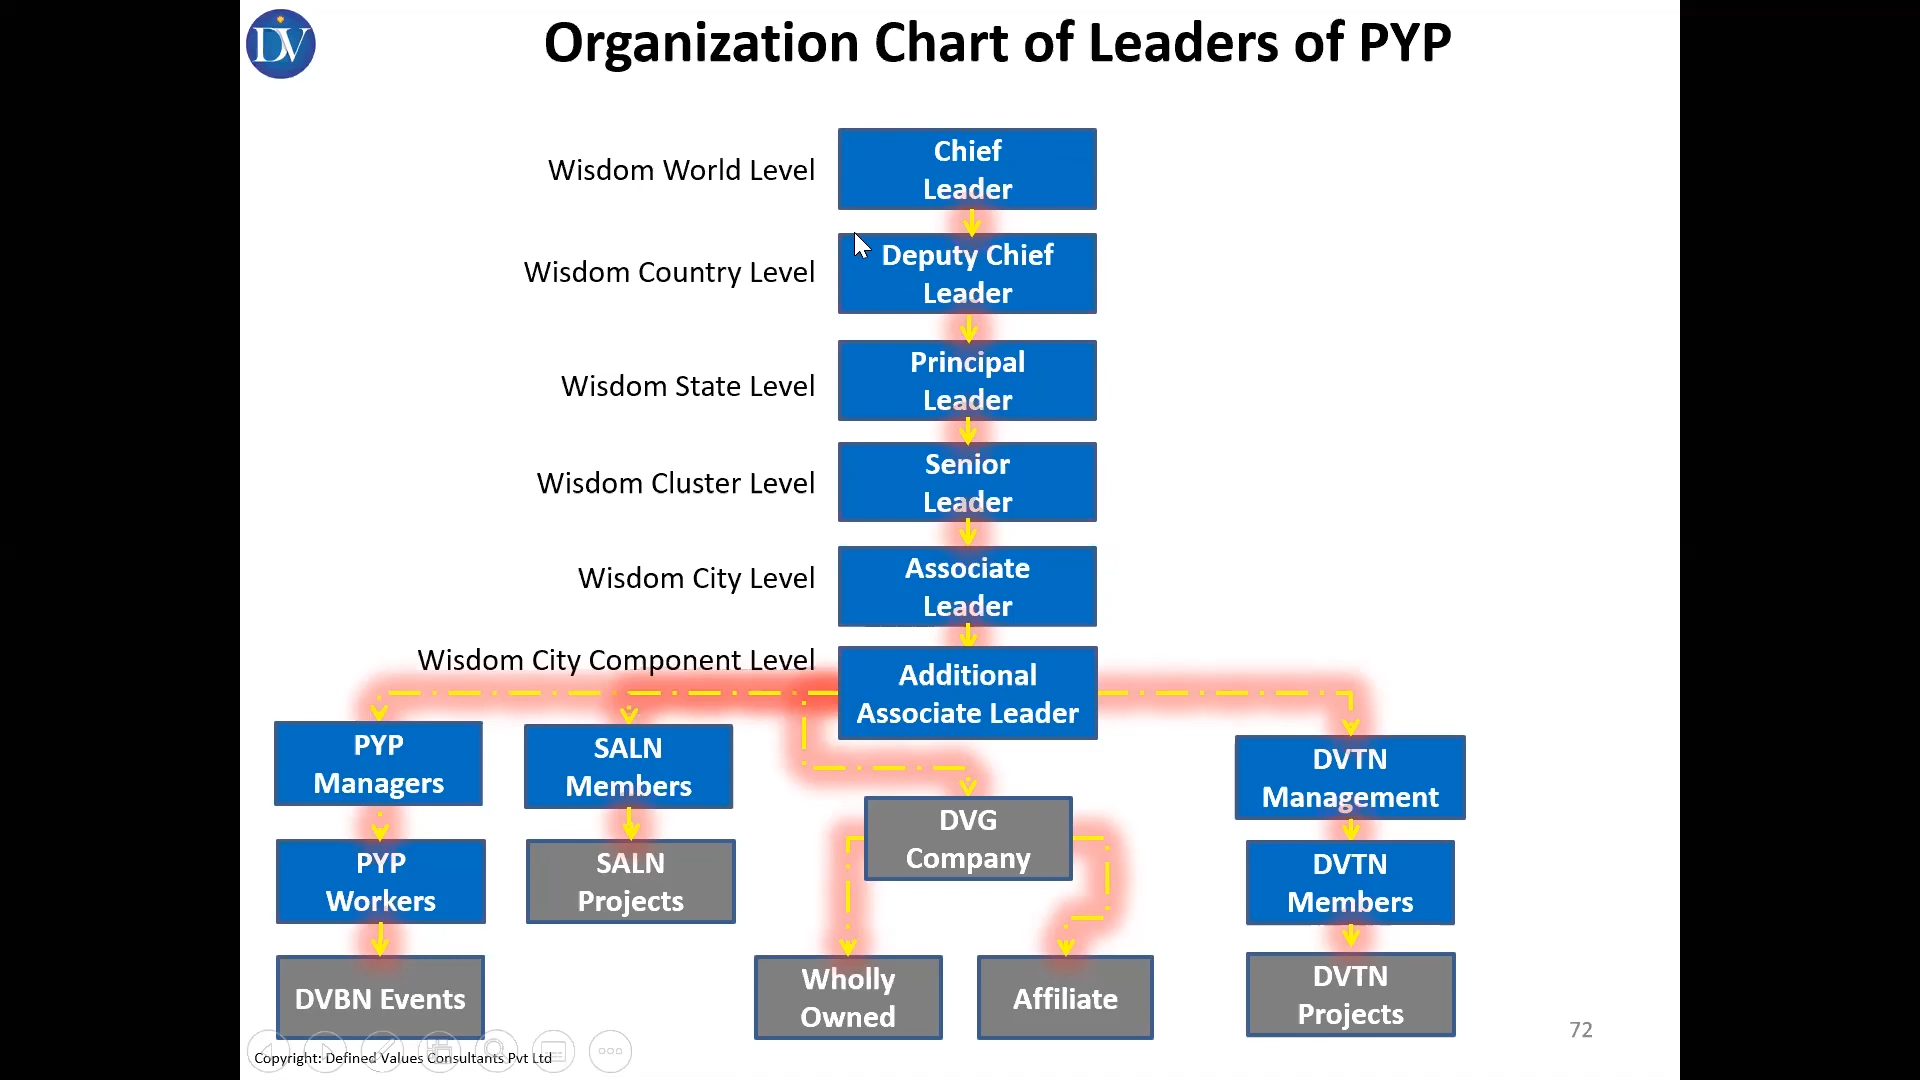 DV
Organization Chart of Leaders of PYP
Wisdom World Level
Chief
Leader
Wisdom Country Level
Deputy Chief
Leader
Wisdom State Level
Principal
Leader
Wisdom Cluster Level
Senior
Leader
Wisdom City Level
Associate
Leader
Wisdom City Component Level
Additional
Associate Leader
PYP
Managers
SALN
Members
DVG
Company
DVTN
Management
PYP
Workers
SALN
Projects
DVTN
Members
DVBN Events
Wholly
Owned
Affiliate
DVTN
Projects
72
Copyright: Defined Values Consultants Pvt Ltd